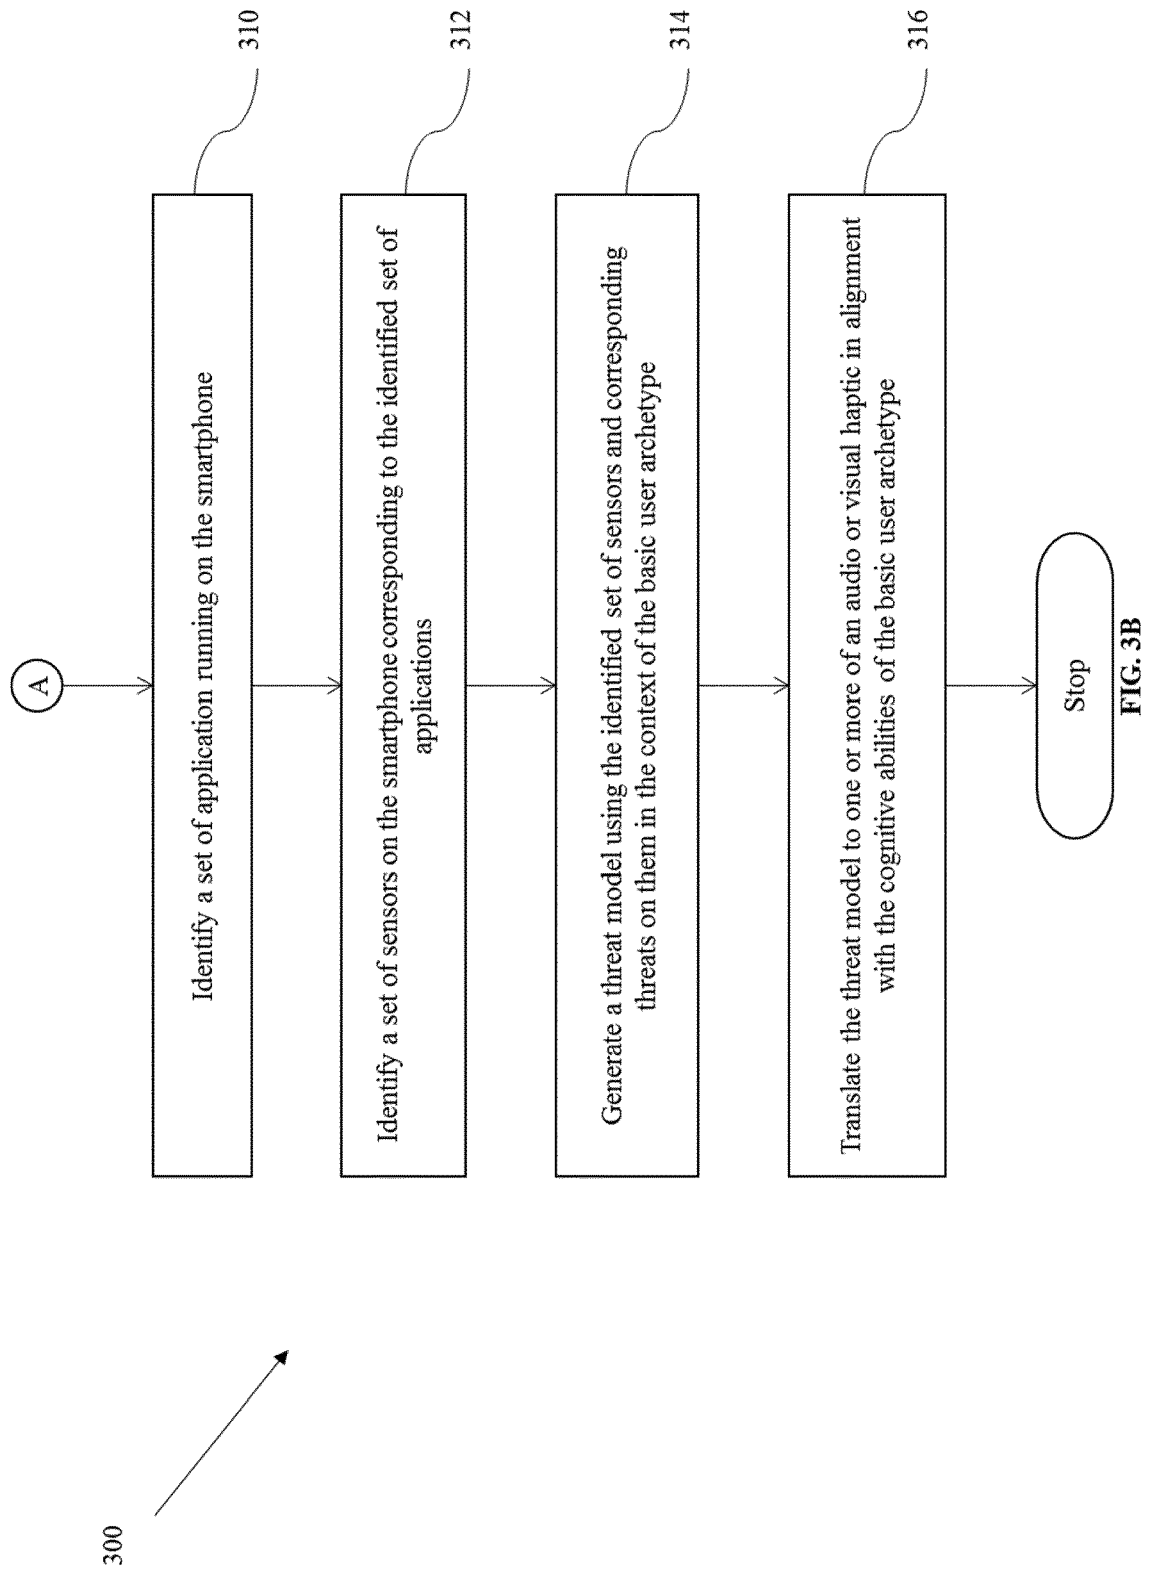 300
A
Identify a set of application running on the smartphone
310
Identify a set of sensors on the smartphone corresponding to the identified set of
applications
312
Generate a threat model using the identified set of sensors and corresponding
threats on them in the context of the basic user archetype
314
Translate the threat model to one or more of an audio or visual haptic in alignment
with the cognitive abilities of the basic user archetype
316
Stop
FIG. 3B